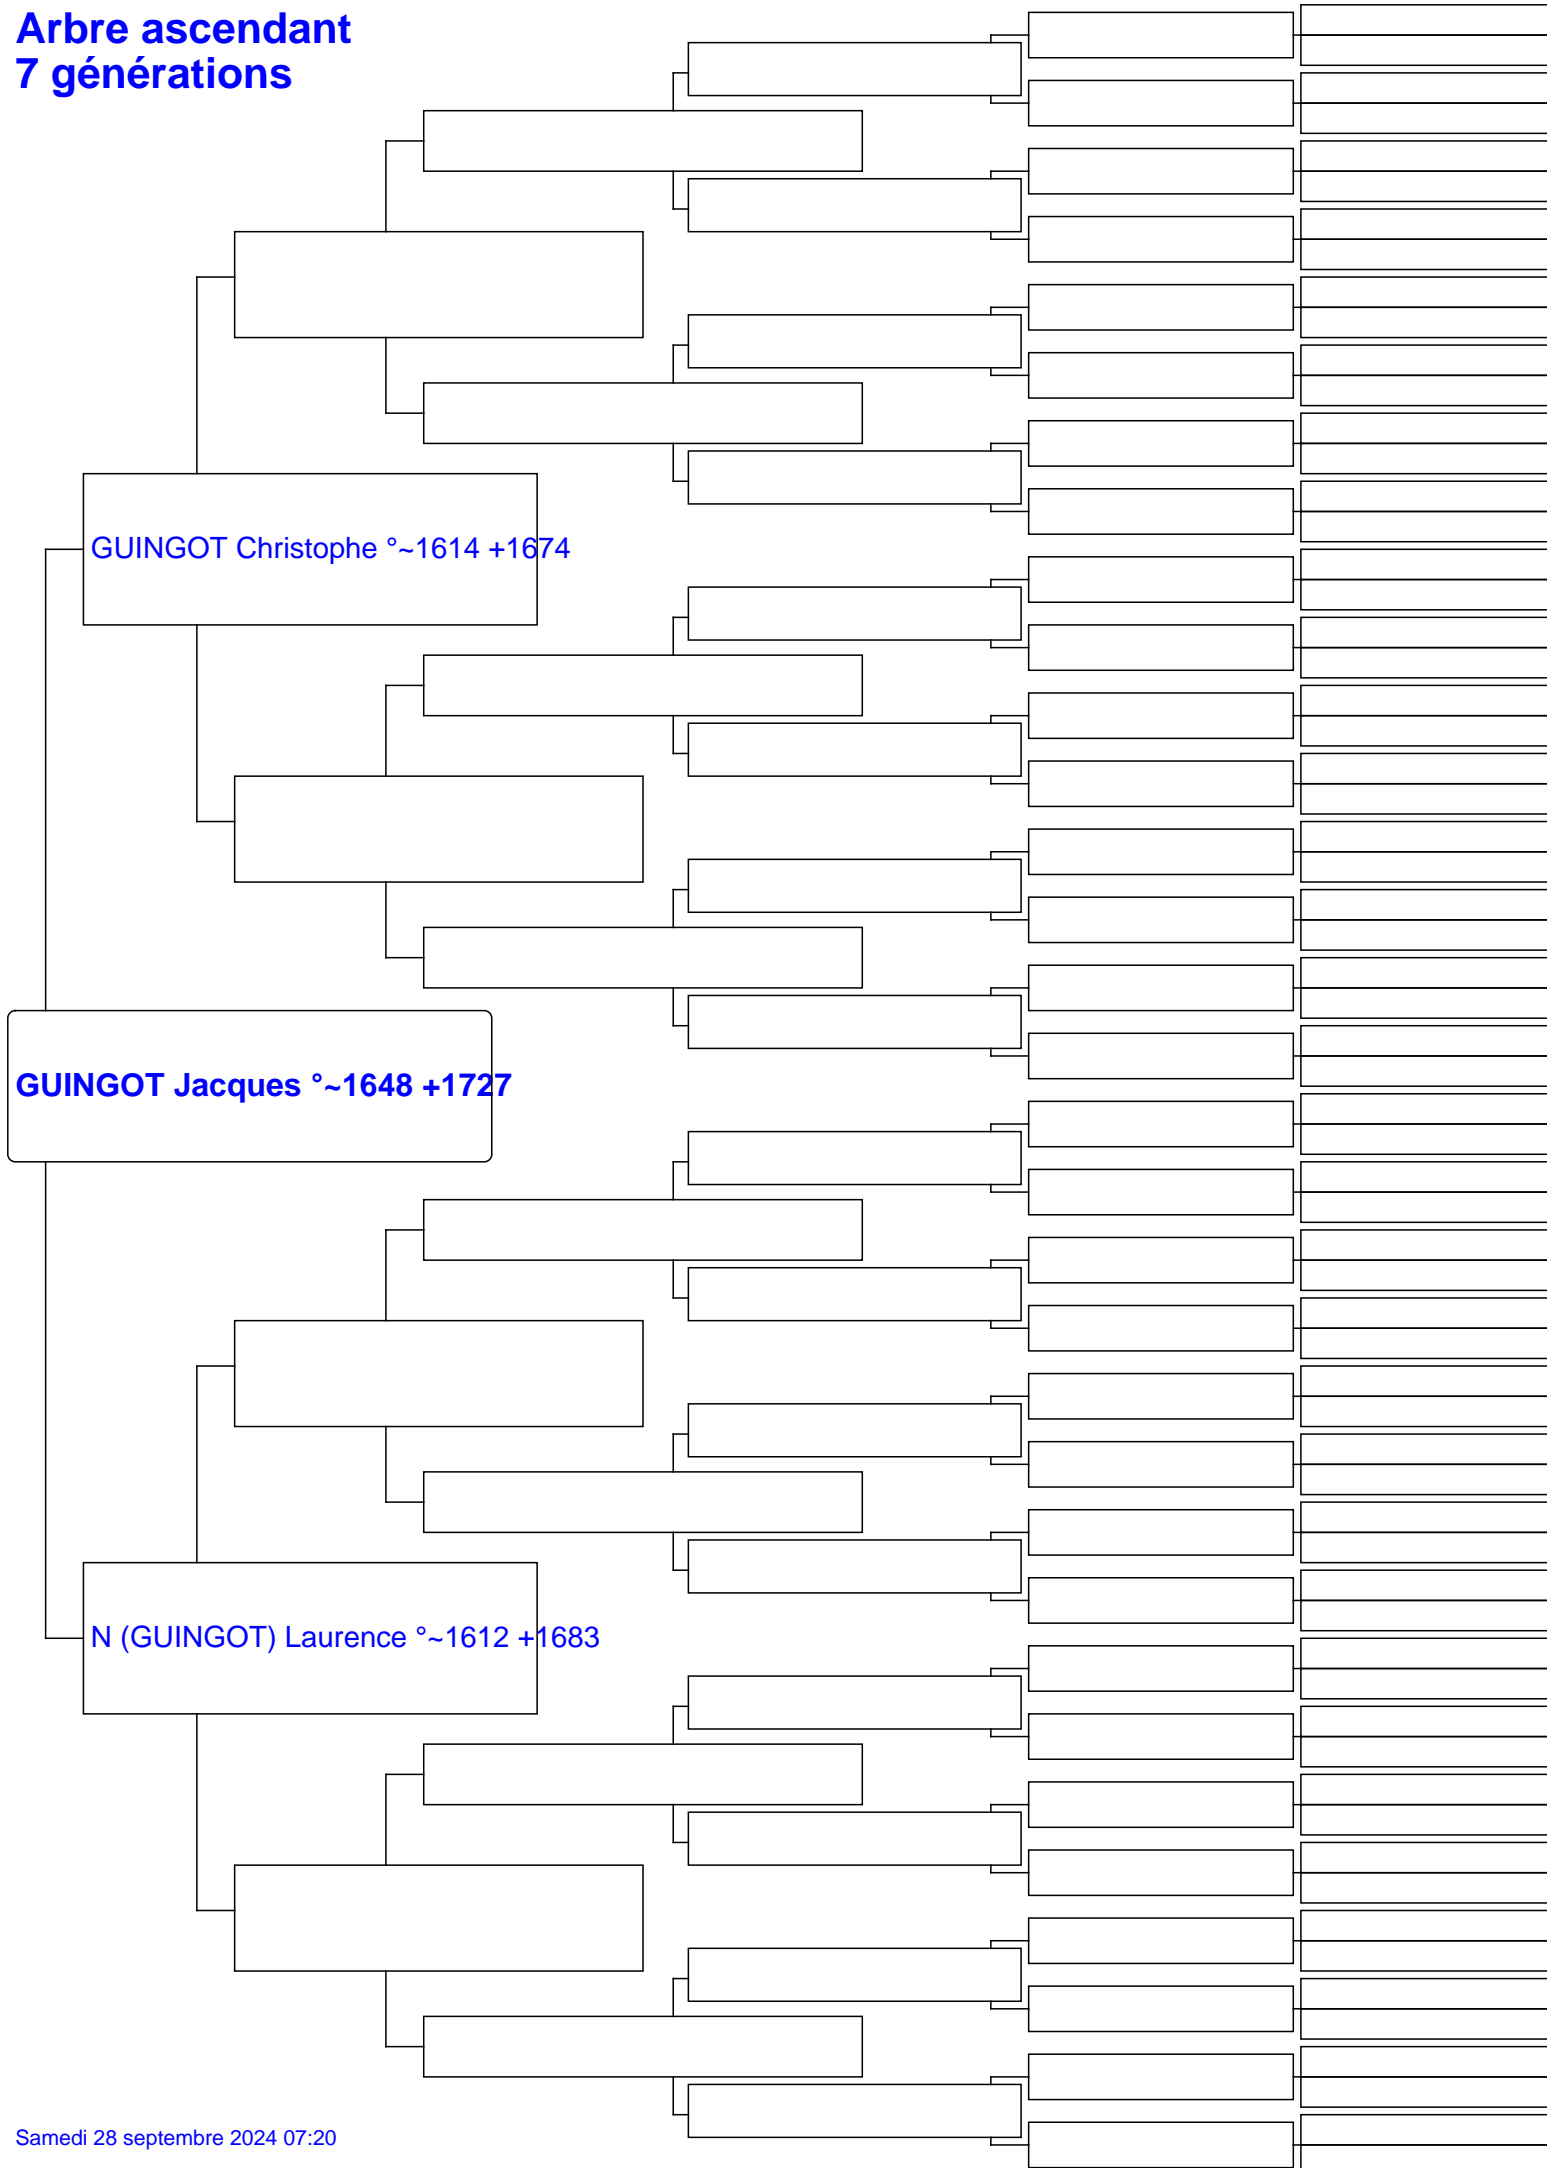 Arbre ascendant
7 générations
GUINGOT Christophe °~1614 +1674
GUINGOT Jacques °~1648 +1727
N (GUINGOT) Laurence °~1612 +1683
Samedi 28 septembre 2024 07:20